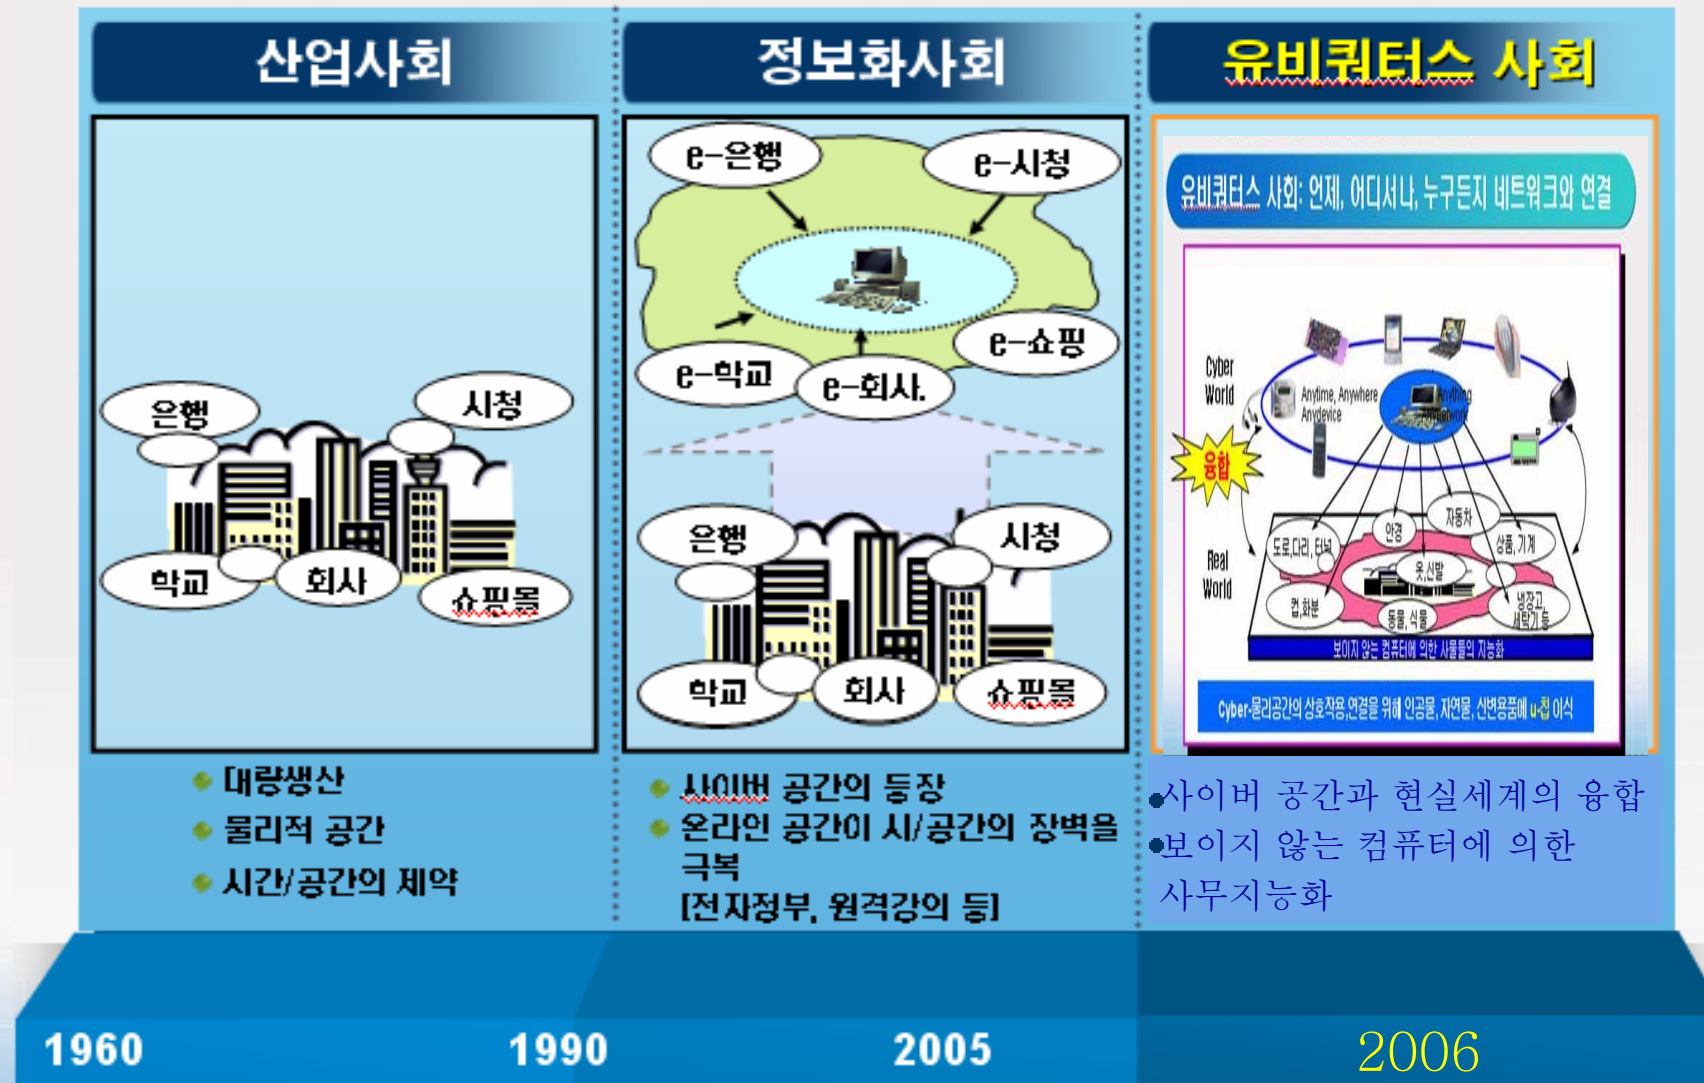 산업사회
은행
시청
학교
회사
쇼핑몰
대량생산
물리적 공간
시간/공간의 제약
정보화사회
e-은행
e-시청
e-쇼핑
e-학교
e-회사.
은행
시청
학교
회사
쇼핑몰
사이버 공간의 등장
온라인 공간이 시/공간의 장벽을
극복
[전자정부, 원격강의 등]
유비쿼터스 사회
유비쿼터스 사회: 언제, 어디서나, 누구든지 네트워크와 연결
Cyber
World
Anytime, Anywhere
Anydevice
Anything
융합
Real
World
도로,다리, 터널
안경
자동차
상품, 기계
옷,신발
컵,화분
동물, 식물
냉장고,
세탁기 등
보이지 않는 컴퓨터에 의한 사물들의 지능화
Cyber-물리공간의 상호작용,연결을 위해 인공물, 자연물, 신변용품에 u-칩 이식
사이버 공간과 현실세계의 융합
보이지 않는 컴퓨터에 의한
사무지능화
1960
1990
2005
2006